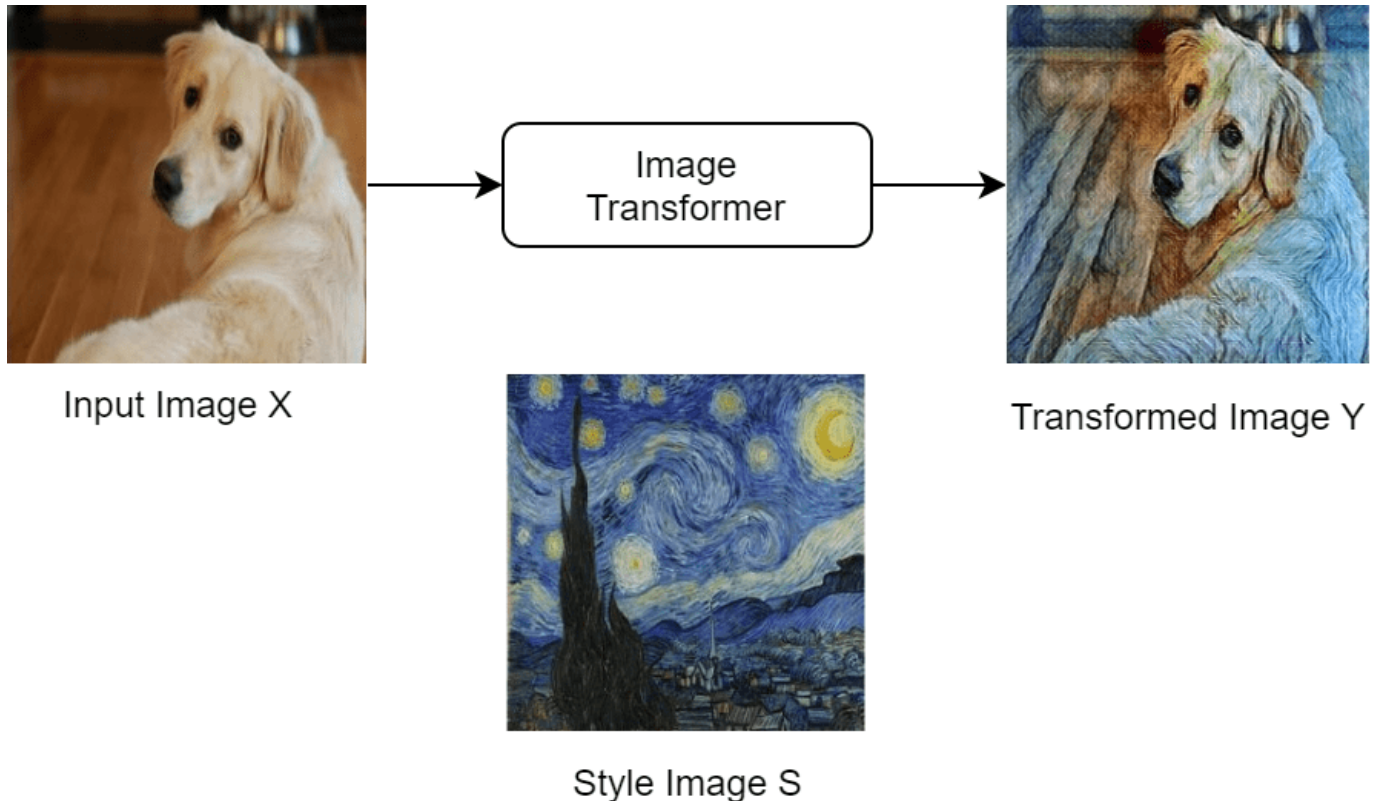 Image
Transformer
Input Image X
Transformed Image Y
Style Image S